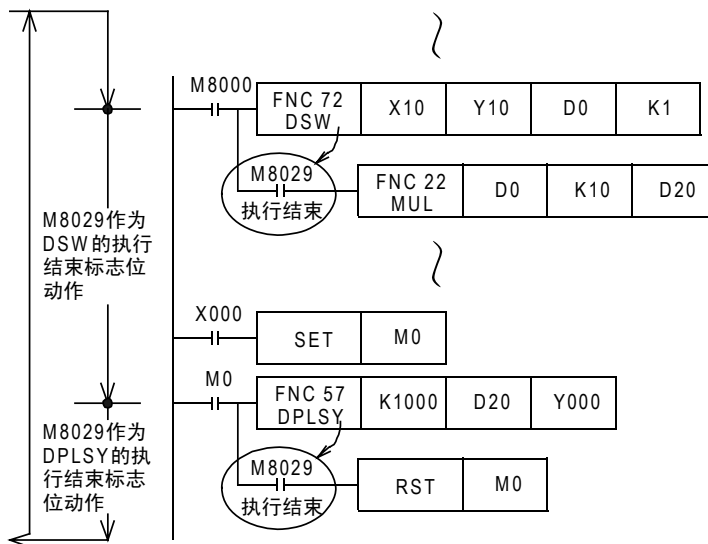 M8000
FNC 72
DSW
X10
Y10
D0
K1
M8029
执行结束
FNC 22
MUL
D0
K10
D20
M8029作为
DSW的执行
结束标志位
动作
X000
SET
M0
M0
FNC 57
DPLSY
K1000
D20
Y000
M8029作为
DPLSY的执
行结束标志
位动作
M8029
执行结束
RST
M0